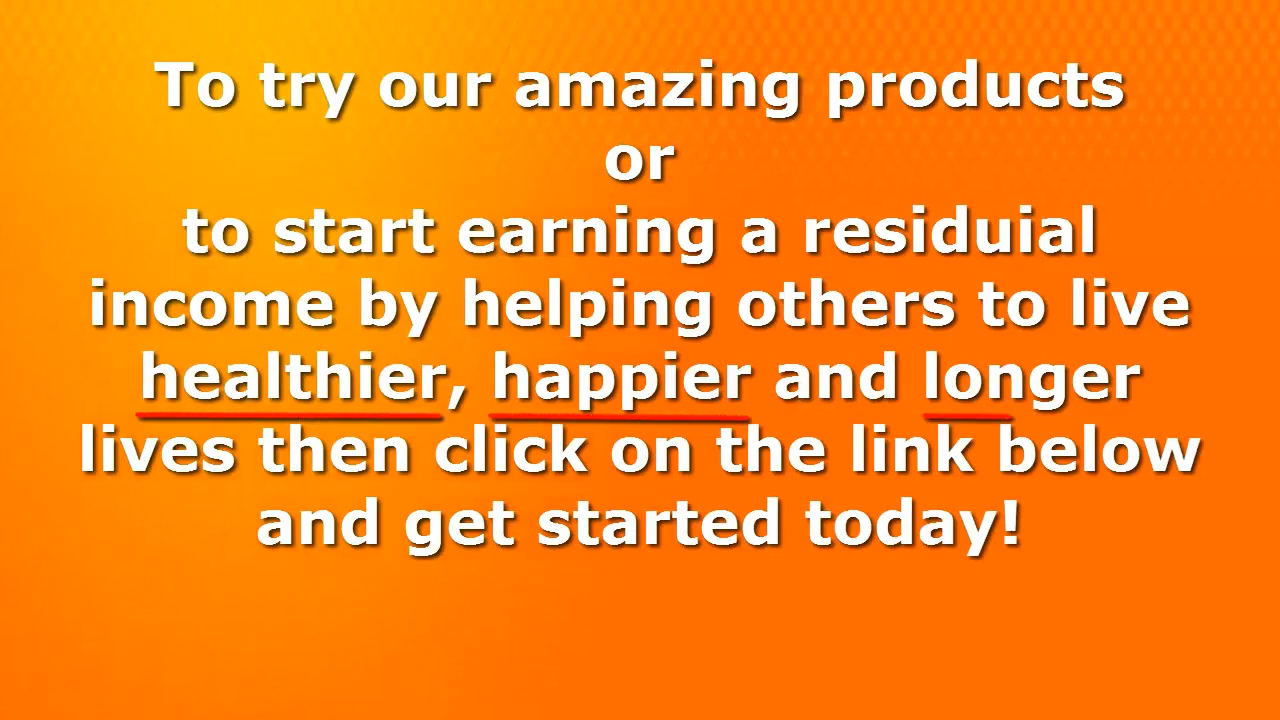 To try our amazing products
or
to start earning a residuial
income by helping others to live
healthier, happier and longer
lives then click on the link below
and get started today!